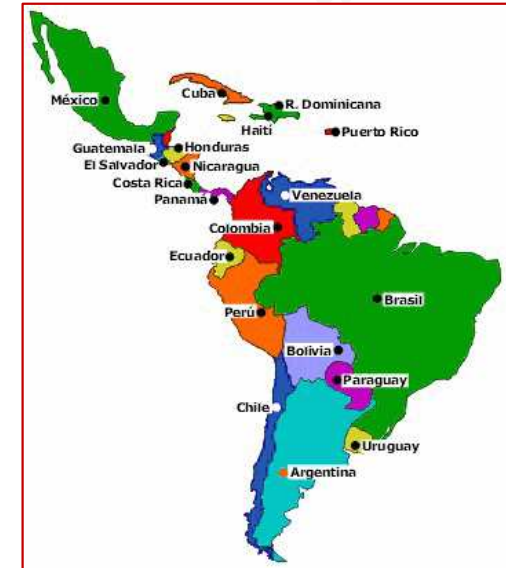 Cuba
México
R. Dominicana
Haití
Puerto Rico
Guatemala
Honduras
El Salvador
Nicaragua
Costa Rica
Panamá
Venezuela
Colombia
Ecuador
Brasil
Perú
Bolivia
Paraguay
Chile
Uruguay
Argentina